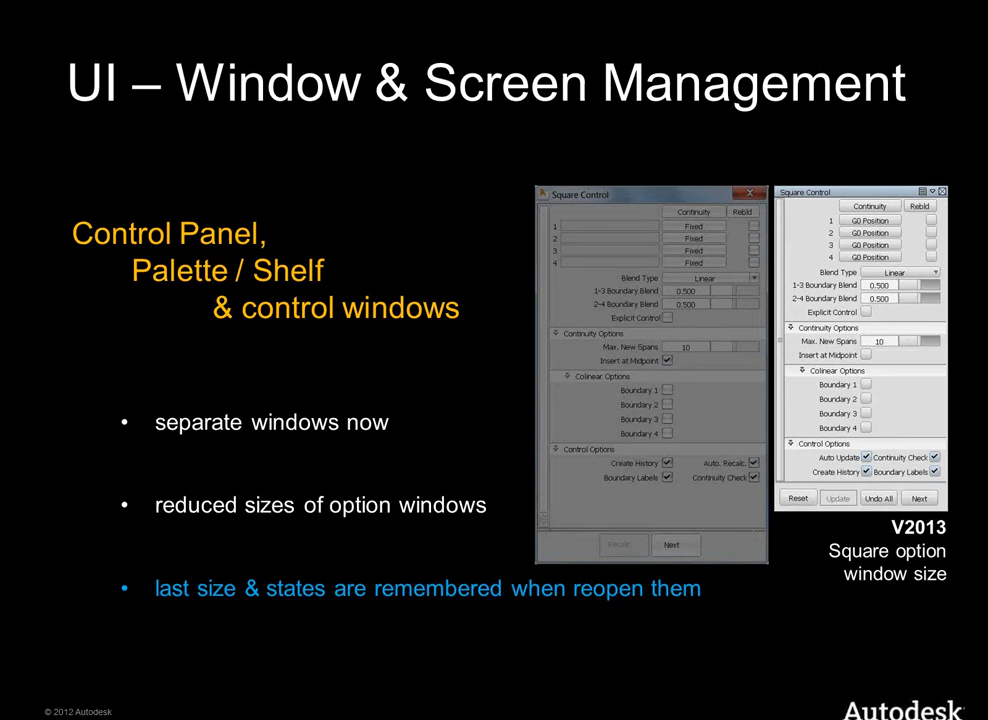 UI – Window & Screen Management
Control Panel,
Palette / Shelf
& control windows
• separate windows now
• reduced sizes of option windows
• last size & states are remembered when reopen them
Square Control
Continuity Rebld
1 Fixed
2 Fixed
3 Fixed
4 Fixed
Blend Type Linear
1-3 Boundary Blend 0.500
2-4 Boundary Blend 0.500
Explicit Control
Continuity Options
Max. New Spans 10
Insert at Midpoint
Colinear Options
Boundary 1
Boundary 2
Boundary 3
Boundary 4
Control Options
Create History Auto. Recalc.
Boundary Labels Continuity Check
Recalc. Next
Square Control
Continuity Rebld
1 G0 Position
2 G0 Position
3 G0 Position
4 G0 Position
Blend Type Linear
1-3 Boundary Blend 0.500
2-4 Boundary Blend 0.500
Explicit Control
Continuity Options
Max. New Spans 10
Insert at Midpoint
Colinear Options
Boundary 1
Boundary 2
Boundary 3
Boundary 4
Control Options
Auto Update Continuity Check
Create History Boundary Labels
Reset Update Undo All Next
V2013
Square option
window size
© 2012 Autodesk
Autodesk